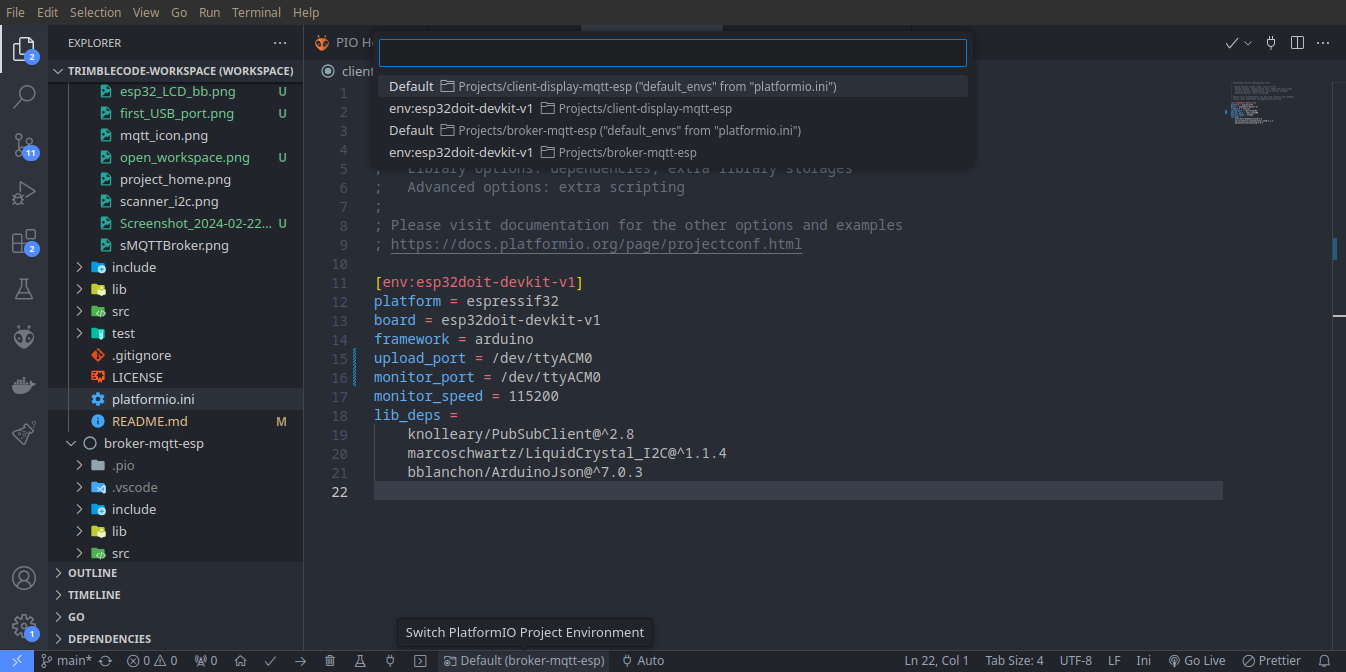 File Edit Selection View Go Run Terminal Help
EXPLORER
TRIMBLECODE-WORKSPACE (WORKSPACE)
esp32_LCD_bb.png U
first_USB_port.png U
mqtt_icon.png
open_workspace.png U
project_home.png
scanner_i2c.png
Screenshot_2024-02-22... U
sMQTTBroker.png
include
lib
src
test
.gitignore
LICENSE
platformio.ini
README.md M
broker-mqtt-esp
.pio
.vscode
include
lib
src
OUTLINE
TIMELINE
GO
DEPENDENCIES
2
11
2
1
PIO H
client
Default Projects/client-display-mqtt-esp ("default_envs" from "platformio.ini")
env:esp32doit-devkit-v1 Projects/client-display-mqtt-esp
Default Projects/broker-mqtt-esp ("default_envs" from "platformio.ini")
env:esp32doit-devkit-v1 Projects/broker-mqtt-esp
1
2
3
4
5 ; Library options: dependencies, extra library storages
6 ; Advanced options: extra scripting
7 ;
8 ; Please visit documentation for the other options and examples
9 ; https://docs.platformio.org/page/projectconf.html
10
11 [env:esp32doit-devkit-v1]
12 platform = espressif32
13 board = esp32doit-devkit-v1
14 framework = arduino
15 upload_port = /dev/ttyACM0
16 monitor_port = /dev/ttyACM0
17 monitor_speed = 115200
18 lib_deps =
19 knolleary/PubSubClient@^2.8
20 marcoschwartz/LiquidCrystal_I2C@^1.1.4
21 bblanchon/ArduinoJson@^7.0.3
22
Switch PlatformIO Project Environment
main* 0 0 0 Default (broker-mqtt-esp) Auto Ln 22, Col 1 Tab Size: 4 UTF-8 LF Ini Go Live Prettier